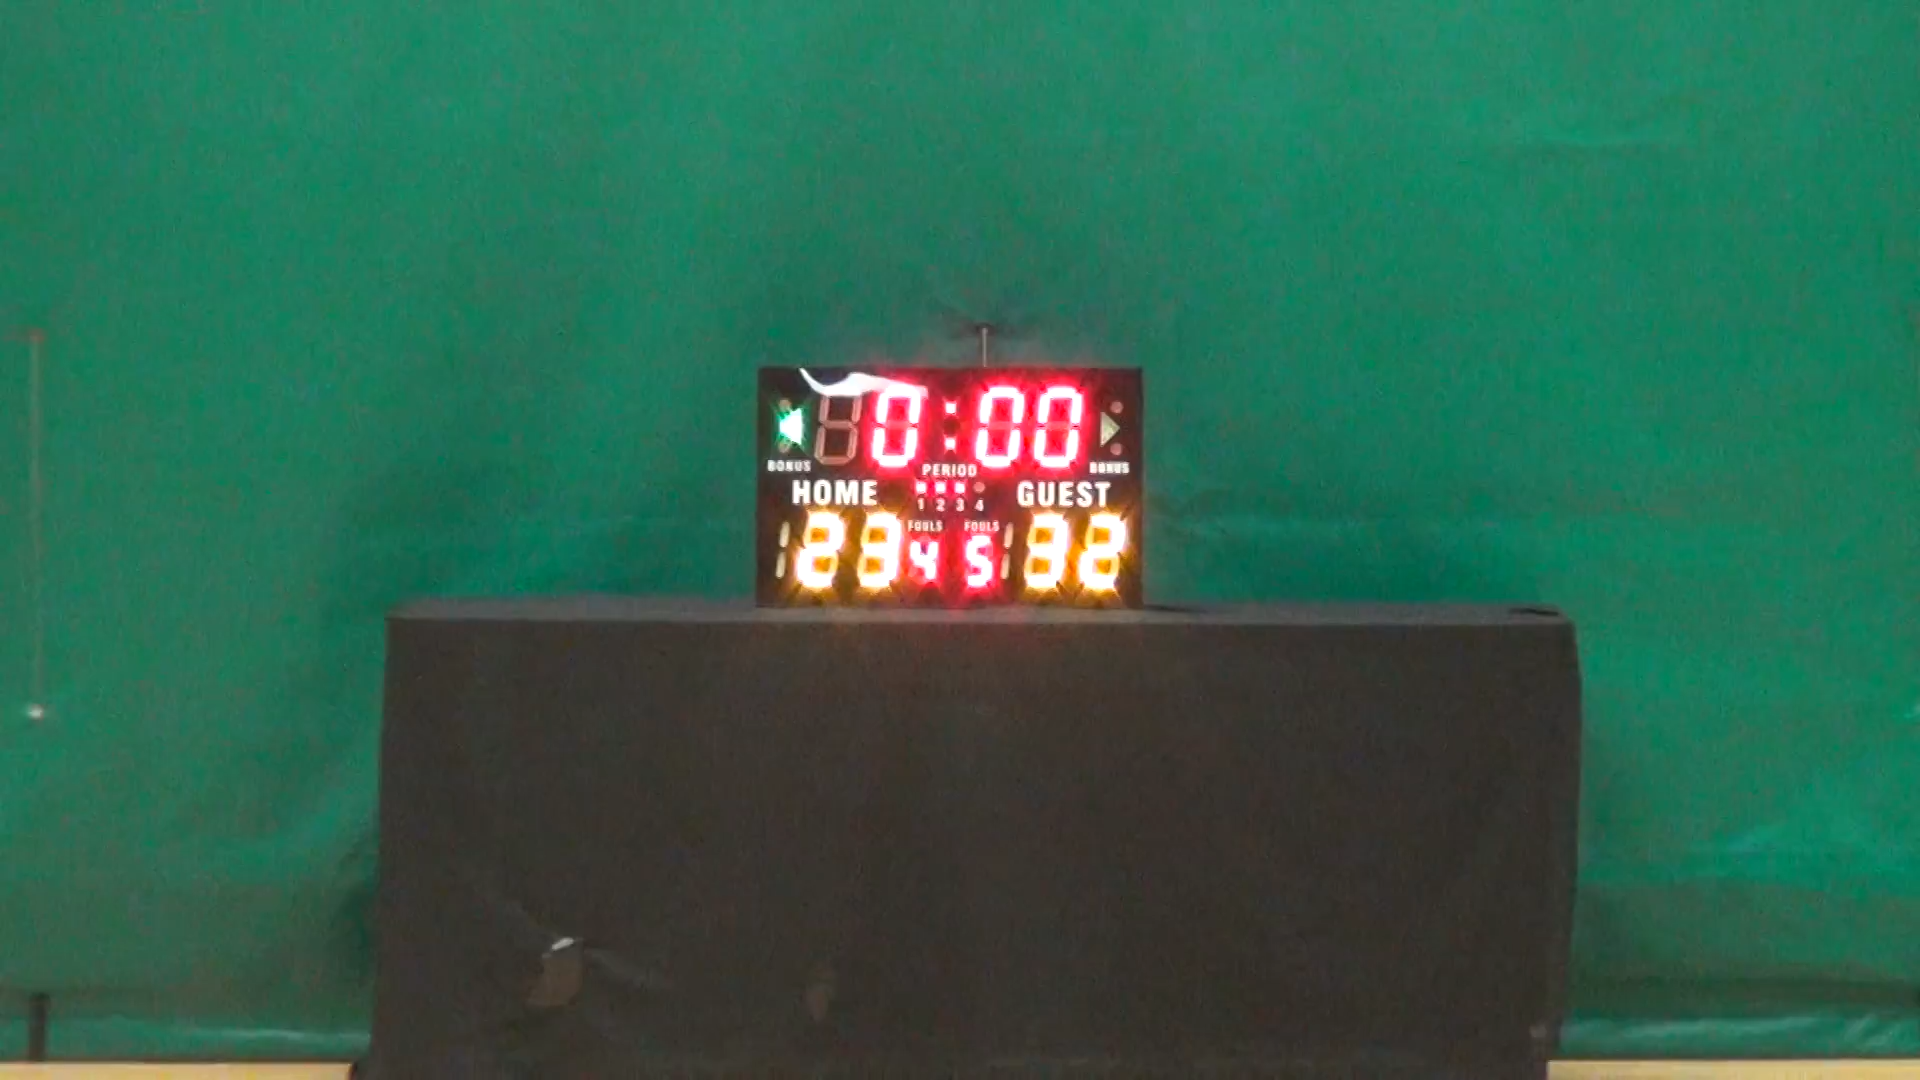 0:00
BONUS PERIOD BONUS
HOME 1 2 3 4 GUEST
FOULS FOULS
23 4 5 32